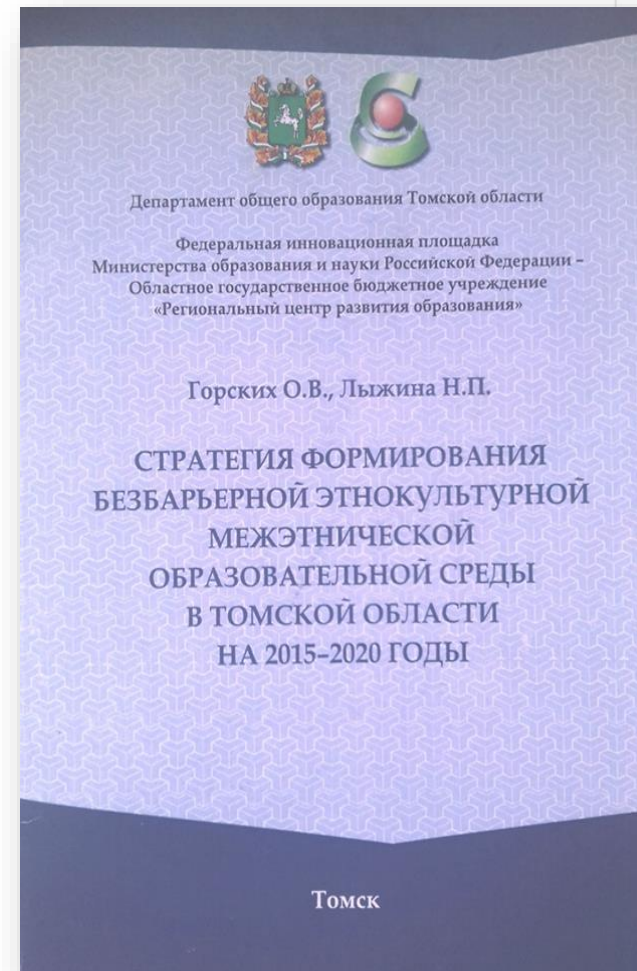 Департамент общего образования Томской области
Федеральная инновационная площадка
Министерства образования и науки Российской Федерации –
Областное государственное бюджетное учреждение
«Региональный центр развития образования»
Горских О.В., Лыжина Н.П.
СТРАТЕГИЯ ФОРМИРОВАНИЯ
БЕЗБАРЬЕРНОЙ ЭТНОКУЛЬТУРНОЙ
МЕЖЭТНИЧЕСКОЙ
ОБРАЗОВАТЕЛЬНОЙ СРЕДЫ
В ТОМСКОЙ ОБЛАСТИ
НА 2015–2020 ГОДЫ
Томск